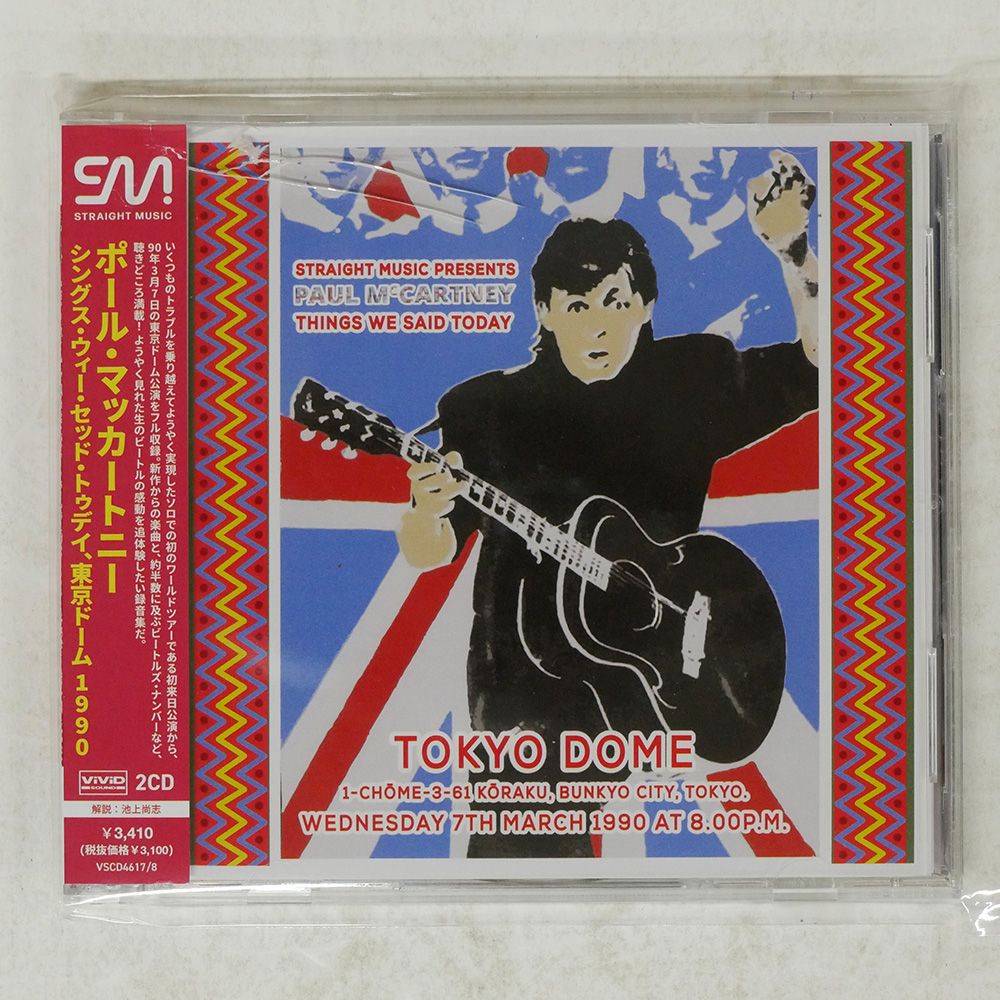 SM
STRAIGHT MUSIC
ポール・マッカートニー
シングス・ウィー・セッド・トゥデイ、東京ドーム 1990
いくつものトラブルを乗り越えてようやく実現したソロでの初のワールドツアーである初来日公演から、
90年3月7日の東京ドーム公演をフル収録。新作からの楽曲と、約半数に及ぶビートルズ・ナンバーなど、
聴きどころ満載！ようやく見れた生のビートルの感動を追体験したい録音集だ。
ViViD
SOUND
2CD
解説：池上尚志
￥3,410
(税抜価格￥3,100)
VSCD4617/8
STRAIGHT MUSIC PRESENTS
PAUL McCARTNEY
THINGS WE SAID TODAY
TOKYO DOME
1-CHŌME-3-61 KŌRAKU, BUNKYO CITY, TOKYO.
WEDNESDAY 7TH MARCH 1990 AT 8.00P.M.